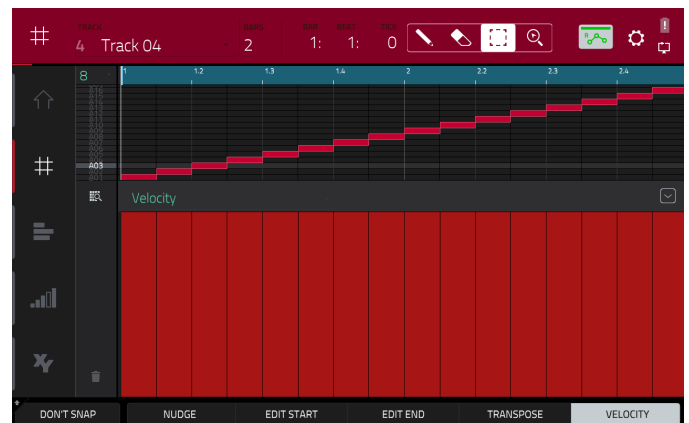 TRACK BARS BAR BEAT TICK
4 Track 04 2 1: 1: 0
8 1 1.2 1.3 1.4 2 2.2 2.3 2.4
A03
Velocity
XY
DON'T SNAP NUDGE EDIT START EDIT END TRANSPOSE VELOCITY